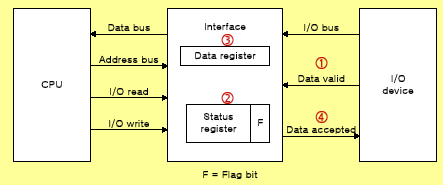 Data bus
Interface
I/O bus
③
Data register
Address bus
①
CPU
Data valid
I/O
device
I/O read
②
Status
register
F
④
I/O write
Data accepted
F = Flag bit